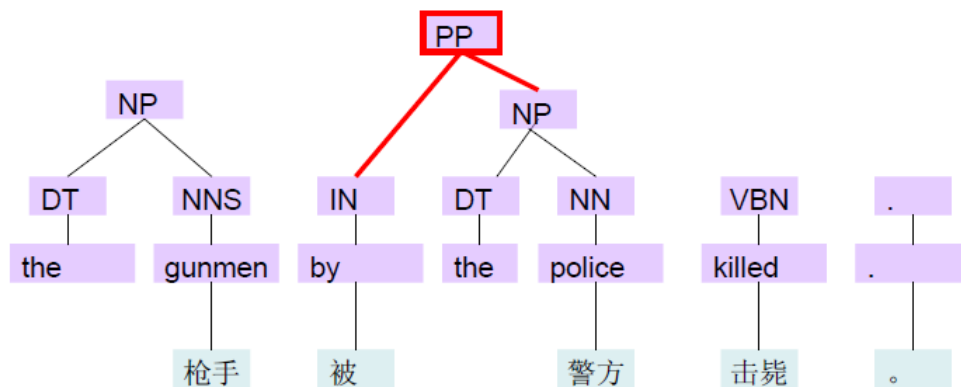 PP
NP NP
DT NNS IN DT NN VBN .
the gunmen by the police killed .
枪手 被 警方 击毙 。